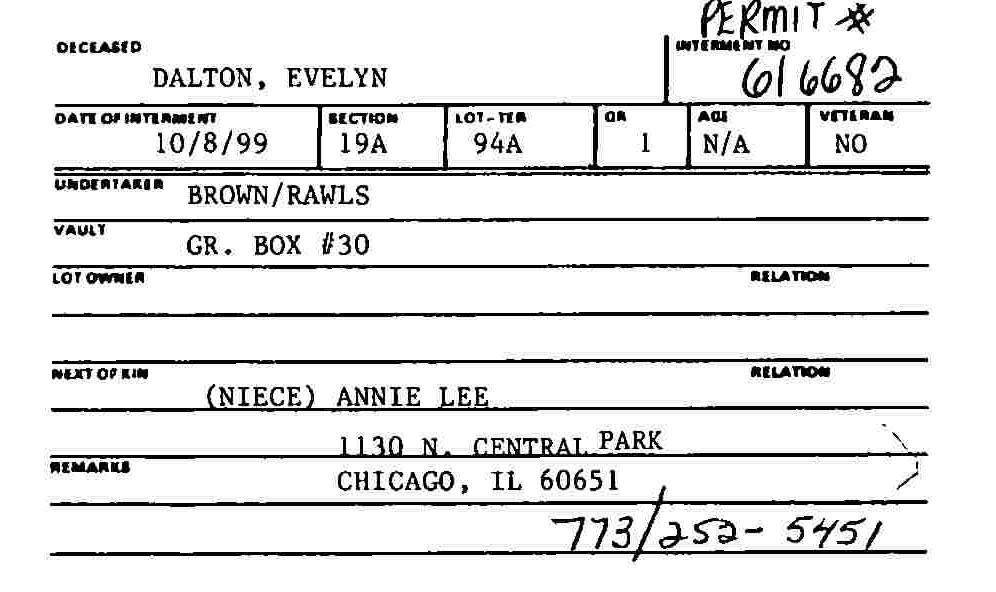 PERMIT #
DECEASED INTERMENT NO
DALTON, EVELYN 616682
DATE OF INTERMENT SECTION LOT-TER GR AGE VETERAN
10/8/99 19A 94A 1 N/A NO
UNDERTAKER BROWN/RAWLS
VAULT GR. BOX #30
LOT OWNER RELATION
NEXT OF KIN RELATION
(NIECE) ANNIE LEE
1130 N. CENTRAL PARK
REMARKS CHICAGO, IL 60651
773/252-5451